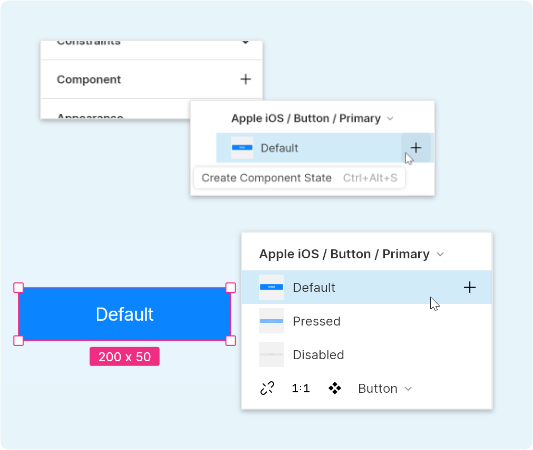 Constraints
Component
Appearance
Apple iOS / Button / Primary
Default
Create Component State Ctrl+Alt+S
Apple iOS / Button / Primary
Default
Pressed
Disabled
1:1 Button
Default
200 x 50